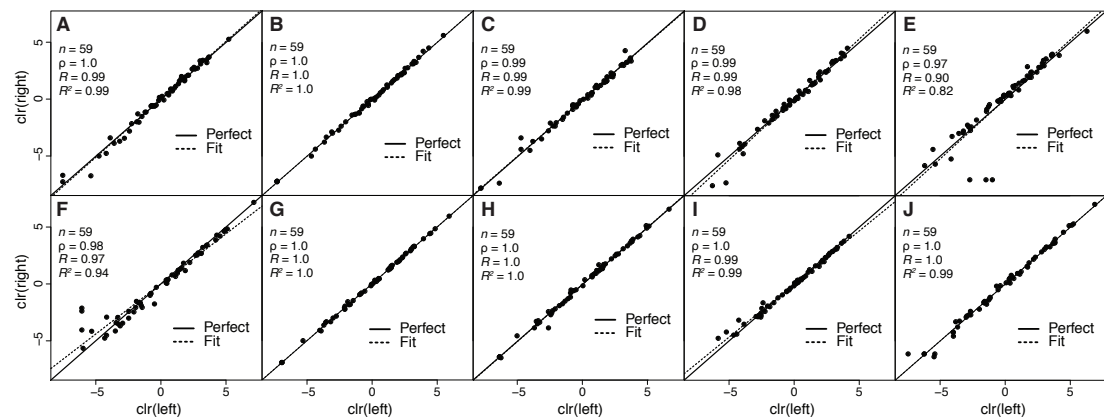 A
n = 59
ρ = 1.0
R = 0.99
R² = 0.99
Perfect
Fit
B
n = 59
ρ = 1.0
R = 1.0
R² = 1.0
Perfect
Fit
C
n = 59
ρ = 0.99
R = 0.99
R² = 0.99
Perfect
Fit
D
n = 59
ρ = 0.99
R = 0.99
R² = 0.98
Perfect
Fit
E
n = 59
ρ = 0.97
R = 0.90
R² = 0.82
Perfect
Fit
5
0
−5
clr(right)
F
n = 59
ρ = 0.98
R = 0.97
R² = 0.94
Perfect
Fit
G
n = 59
ρ = 1.0
R = 1.0
R² = 1.0
Perfect
Fit
H
n = 59
ρ = 1.0
R = 1.0
R² = 1.0
Perfect
Fit
I
n = 59
ρ = 1.0
R = 0.99
R² = 0.99
Perfect
Fit
J
n = 59
ρ = 1.0
R = 1.0
R² = 0.99
Perfect
Fit
5
0
−5
clr(right)
−5 0 5
−5 0 5
−5 0 5
−5 0 5
−5 0 5
clr(left)
clr(left)
clr(left)
clr(left)
clr(left)